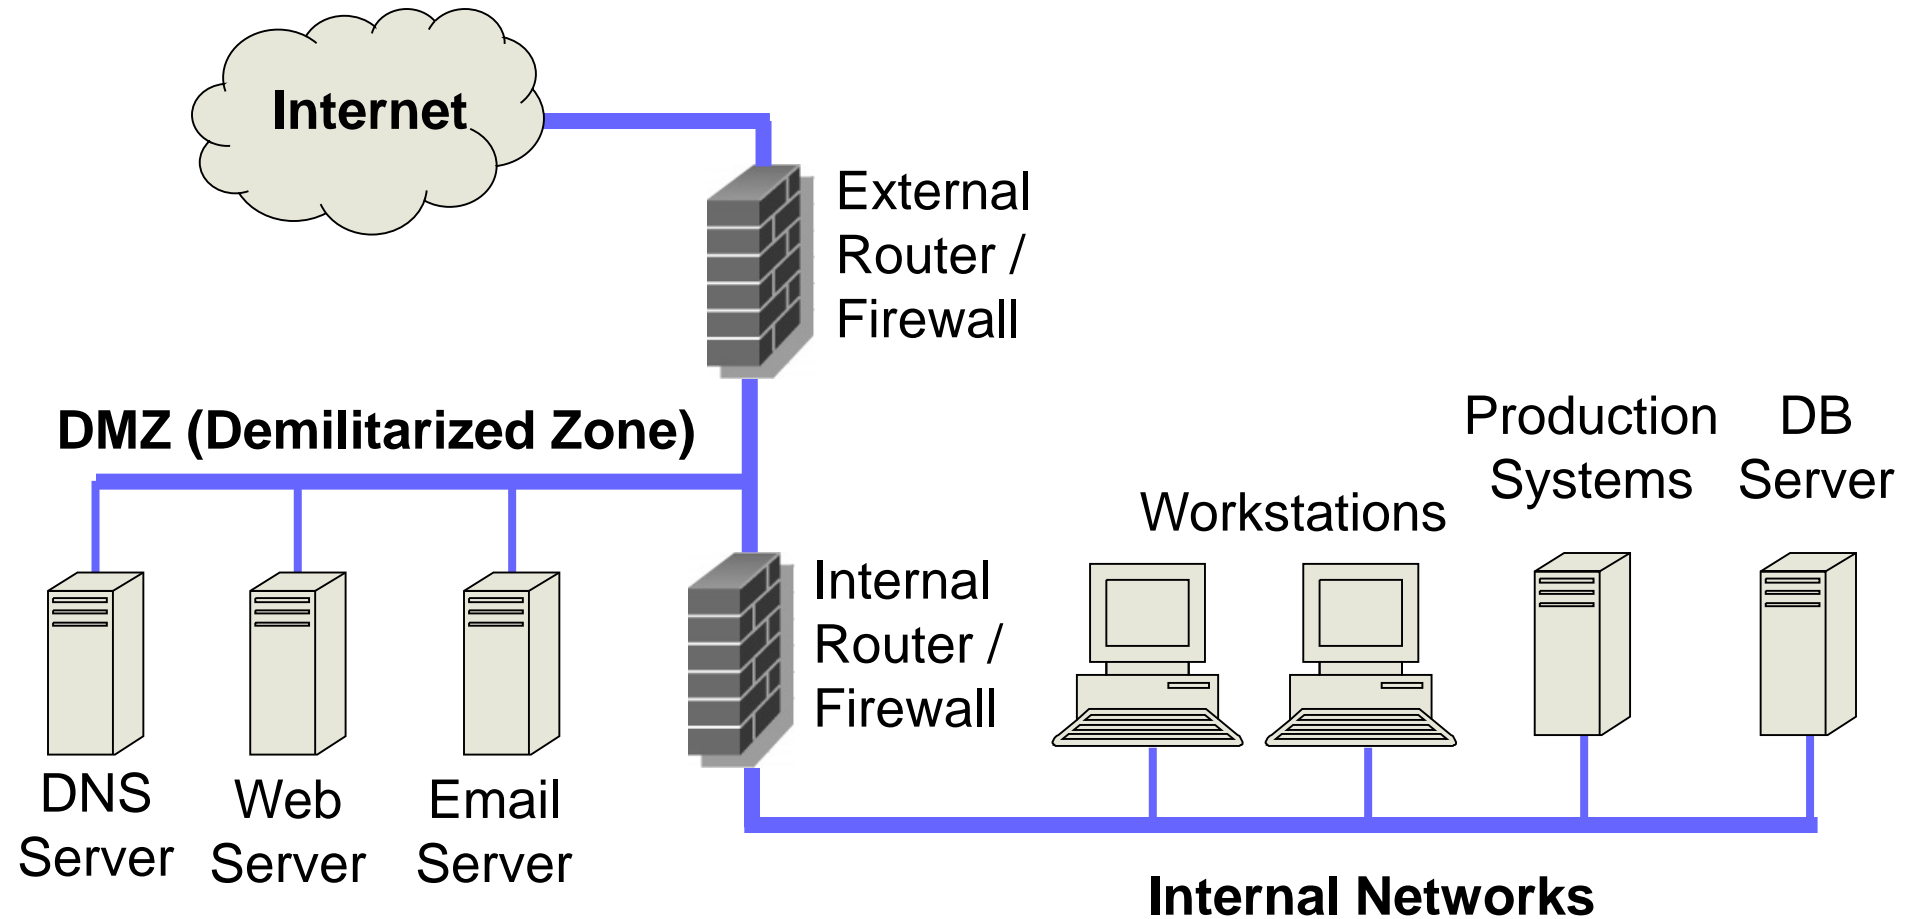 Internet
External
Router /
Firewall
DMZ (Demilitarized Zone)
Production
Systems
DB
Server
Workstations
Internal
Router /
Firewall
DNS
Server
Web
Server
Email
Server
Internal Networks